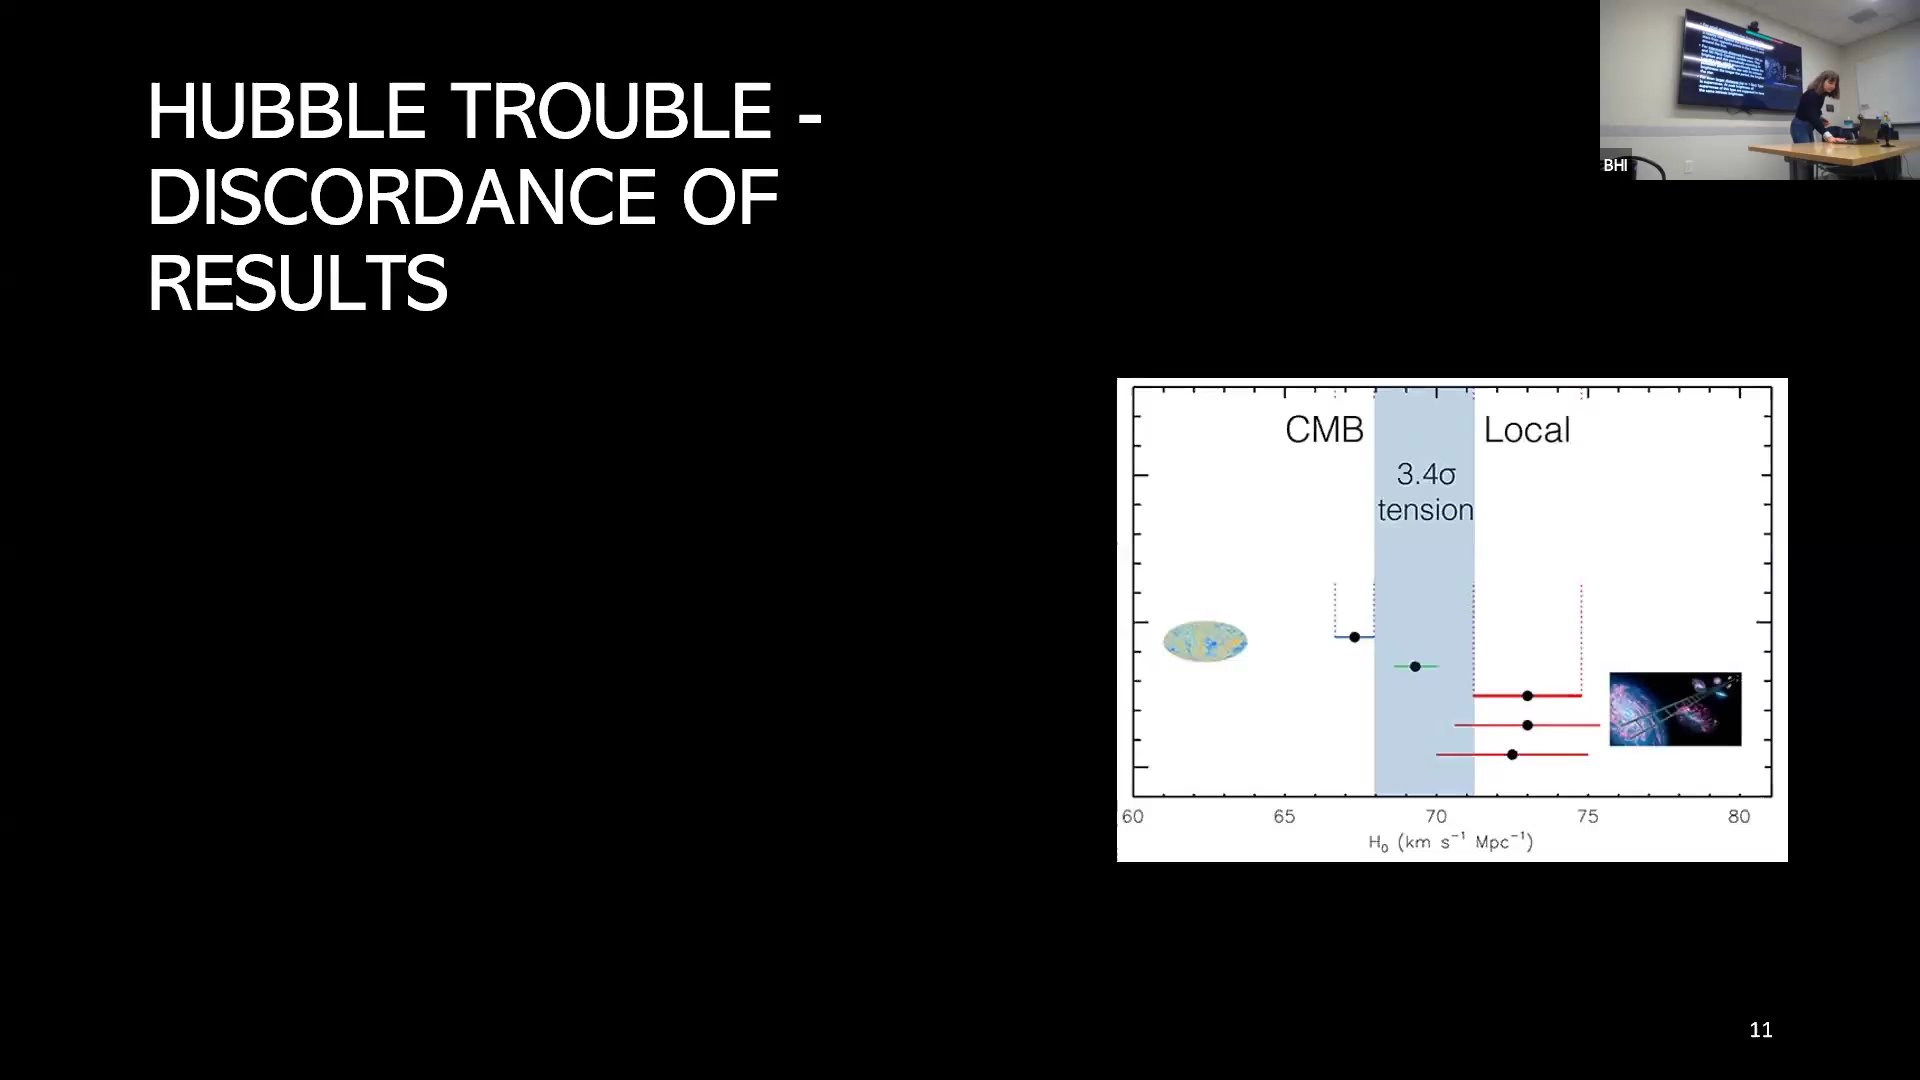 HUBBLE TROUBLE -
DISCORDANCE OF
RESULTS
BHI
CMB
Local
3.4σ
tension
60 65 70 75 80
H₀ (km s⁻¹ Mpc⁻¹)
11